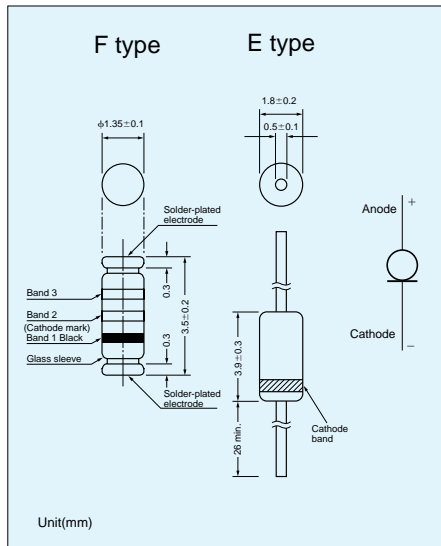 F type
E type
1.8±0.2
0.5±0.1
φ1.35±0.1
Solder-plated
electrode
Anode
+
Band 3
Band 2
(Cathode mark)
Band 1 Black
Glass sleeve
0.3
3.5±0.2
0.3
Solder-plated
electrode
3.9±0.3
26 min.
Cathode
band
Cathode
−
Unit(mm)